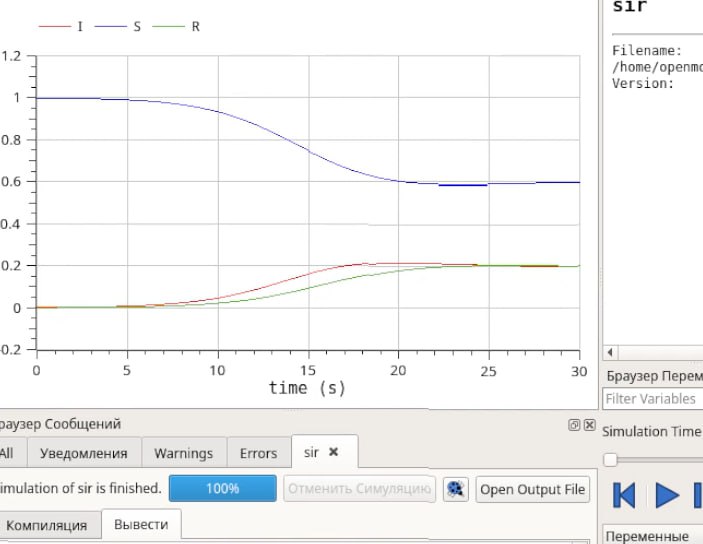 I S R
sir
Filename:
/home/openmo
Version:
1.2
1
0.8
0.6
0.4
0.2
0
0.2
0 5 10 15 20 25 30
time (s)
раузер Сообщений
All Уведомления Warnings Errors sir
imulation of sir is finished. 100% Отменить Симуляцию Open Output File
Компиляция Вывести
Браузер Перем
Filter Variables
Simulation Time
Переменные